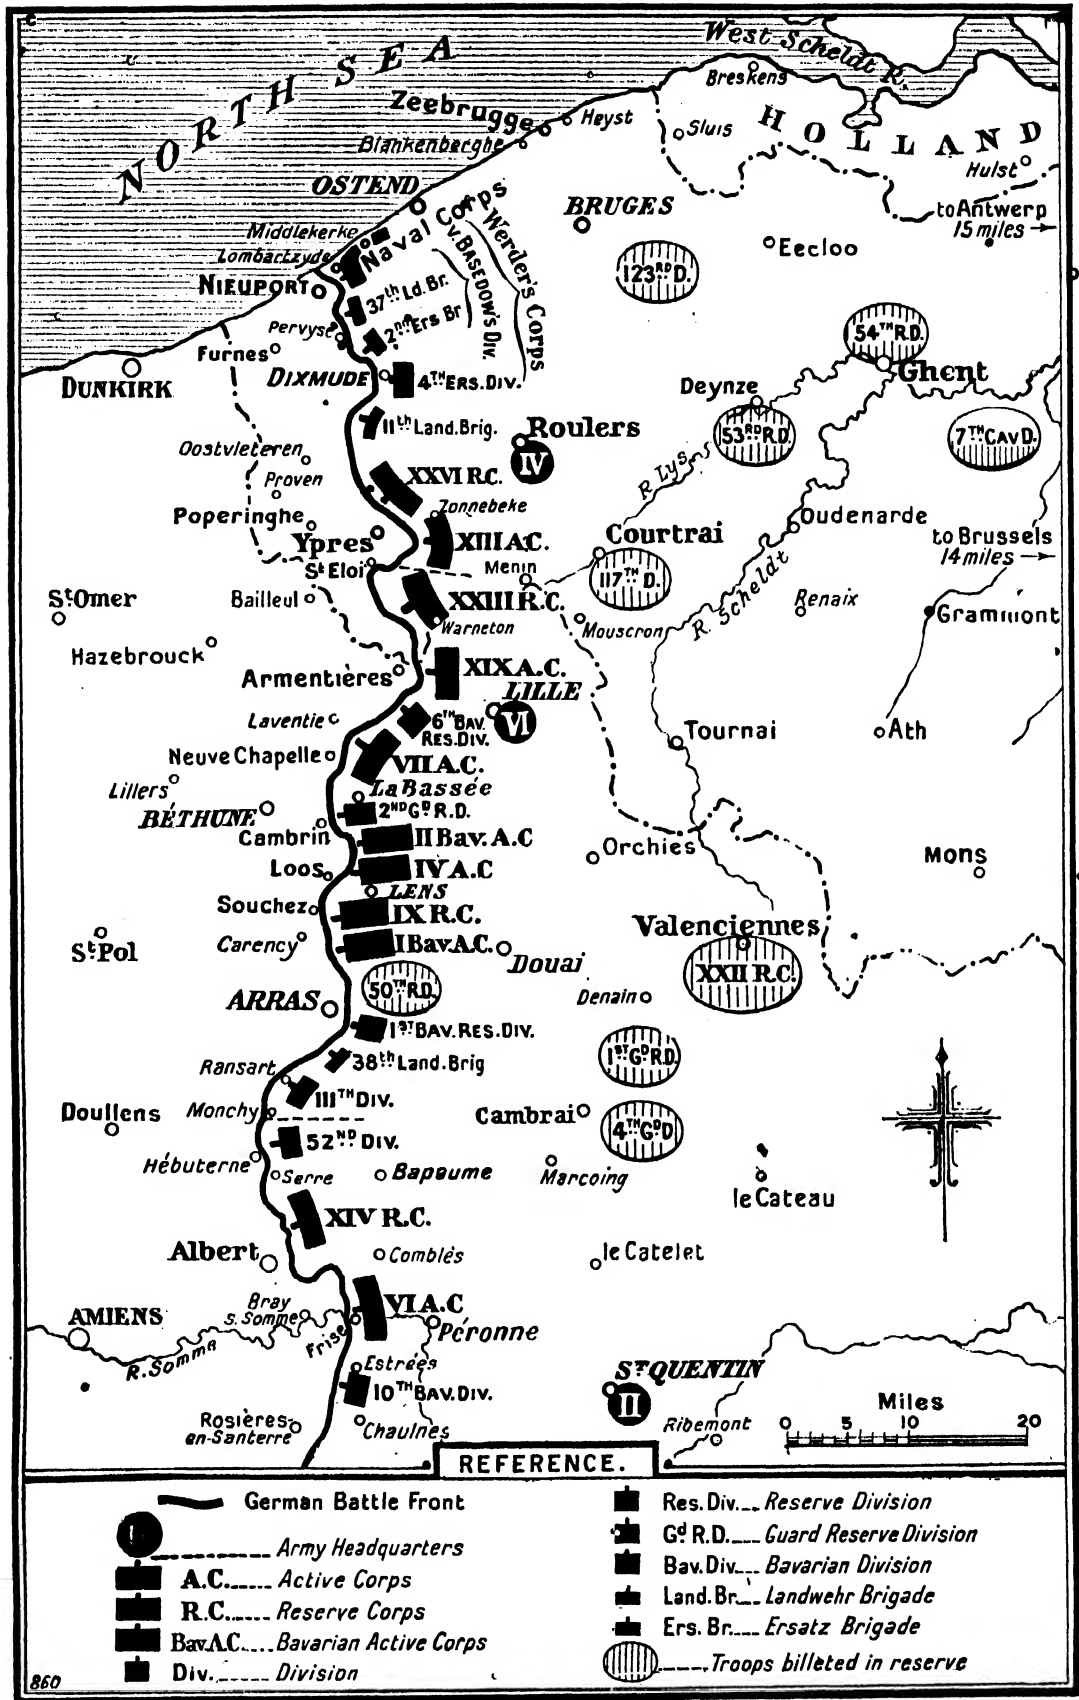 NORTH SEA
West Scheldt R.
Breskens
Zeebrugge
Heyst
Sluis
HOLLAND
Blankenberghe
Hulst
OSTEND
BRUGES
to Antwerp
15 miles
Middlekerke
Naval Corps
Werder's Corps
v. BASEDOW'S Div.
Eecloo
Lombartzyde
123RD D.
NIEUPORT
37th Ld. Br.
2nd Ers Br
Pervyse
54TH R.D.
Furnes
Ghent
DUNKIRK
DIXMUDE
4TH ERS. DIV.
Deynze
11th Land. Brig.
Roulers
53RD R.D.
7TH CAV D.
IV
Oostvleteren
R Lys
XXVI R.C.
Proven
Zonnebeke
Poperinghe
Oudenarde
Ypres
XIII A.C.
Courtrai
to Brussels
14 miles
St Eloi
Menin
117TH D.
St Omer
Bailleul
XXIII R.C.
R. Scheldt
Renaix
Grammont
Warneton
Mouscron
Hazebrouck
Armentières
XIX A.C.
LILLE
VI
Laventie
6TH BAV.
RES. DIV.
Tournai
Ath
Neuve Chapelle
VII A.C.
Lillers
La Bassée
BÉTHUNE
2ND Gd R.D.
Cambrin
II Bav. A.C
Orchies
Mons
Loos
IV A.C
LENS
Souchez
IX R.C.
Valenciennes
St Pol
Carency
I Bav. A.C.
Douai
XXII R.C.
50TH R.D.
Denain
ARRAS
1ST BAV. RES. DIV.
38th Land. Brig
1ST Gd R.D.
Ransart
111TH DIV.
Doullens
Monchy
Cambrai
4TH Gd D
52ND DIV.
Hébuterne
Serre
Bapaume
Marcoing
le Cateau
XIV R.C.
Albert
Comblès
le Catelet
Bray
s. Somme
VI A.C
AMIENS
Frise
Péronne
R. Somme
Estrées
ST QUENTIN
II
10TH BAV. DIV.
Rosières-
en-Santerre
Chaulnes
Ribemont
Miles
0 5 10 20
REFERENCE.
German Battle Front
Army Headquarters
A.C. Active Corps
R.C. Reserve Corps
Bav. A.C. Bavarian Active Corps
Div. Division
Res. Div. Reserve Division
Gd R.D. Guard Reserve Division
Bav. Div. Bavarian Division
Land. Br. Landwehr Brigade
Ers. Br. Ersatz Brigade
Troops billeted in reserve
860